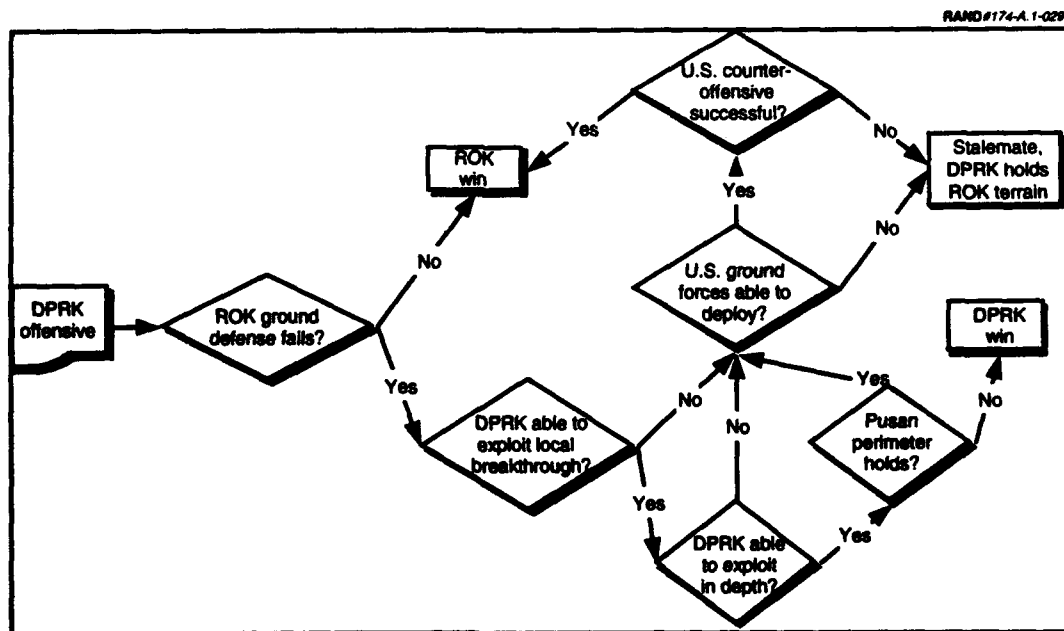 RAND#174-A.1-029
U.S. counter-
offensive
successful?
Yes
No
ROK
win
Stalemate,
DPRK holds
ROK terrain
Yes
No
No
U.S. ground
forces able to
deploy?
DPRK
offensive
ROK ground
defense fails?
DPRK
win
Yes
No
Yes
No
No
DPRK able to
exploit local
breakthrough?
Pusan
perimeter
holds?
Yes
Yes
DPRK able
to exploit
in depth?